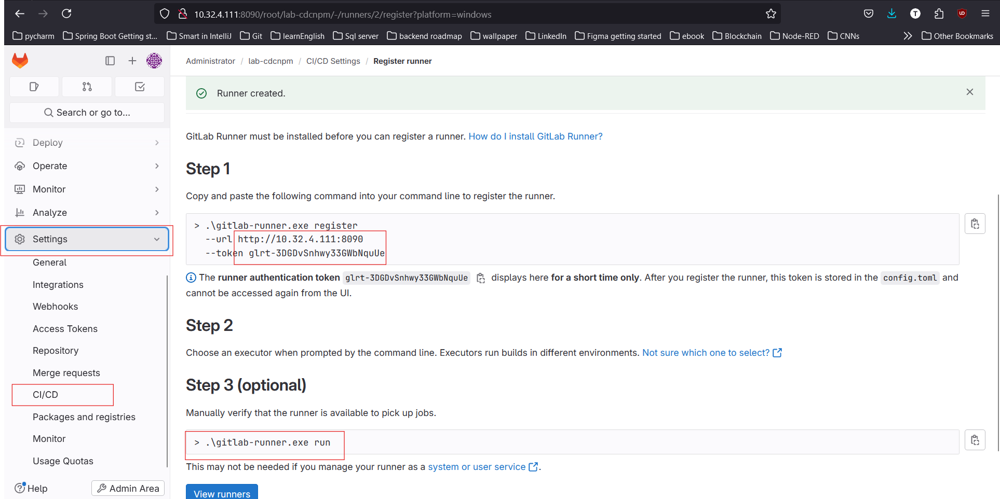 10.32.4.111:8090/root/lab-cdcnpm/-/runners/2/register?platform=windows
pycharm Spring Boot Getting st... Smart in IntelliJ Git learnEnglish Sql server backend roadmap wallpaper LinkedIn Figma getting started ebook Blockchain Node-RED CNNs Other Bookmarks
T
UD
Administrator / lab-cdcnpm / CI/CD Settings / Register runner
Search or go to...
Deploy
Operate
Monitor
Analyze
Settings
General
Integrations
Webhooks
Access Tokens
Repository
Merge requests
CI/CD
Packages and registries
Monitor
Usage Quotas
Help
Admin Area
Runner created.
GitLab Runner must be installed before you can register a runner. How do I install GitLab Runner?
Step 1
Copy and paste the following command into your command line to register the runner.
> .\gitlab-runner.exe register
--url http://10.32.4.111:8090
--token glrt-3DGDvSnhwy33GWbNquUe
The runner authentication token glrt-3DGDvSnhwy33GWbNquUe displays here for a short time only. After you register the runner, this token is stored in the config.toml and
cannot be accessed again from the UI.
Step 2
Choose an executor when prompted by the command line. Executors run builds in different environments. Not sure which one to select?
Step 3 (optional)
Manually verify that the runner is available to pick up jobs.
> .\gitlab-runner.exe run
This may not be needed if you manage your runner as a system or user service.
View runners